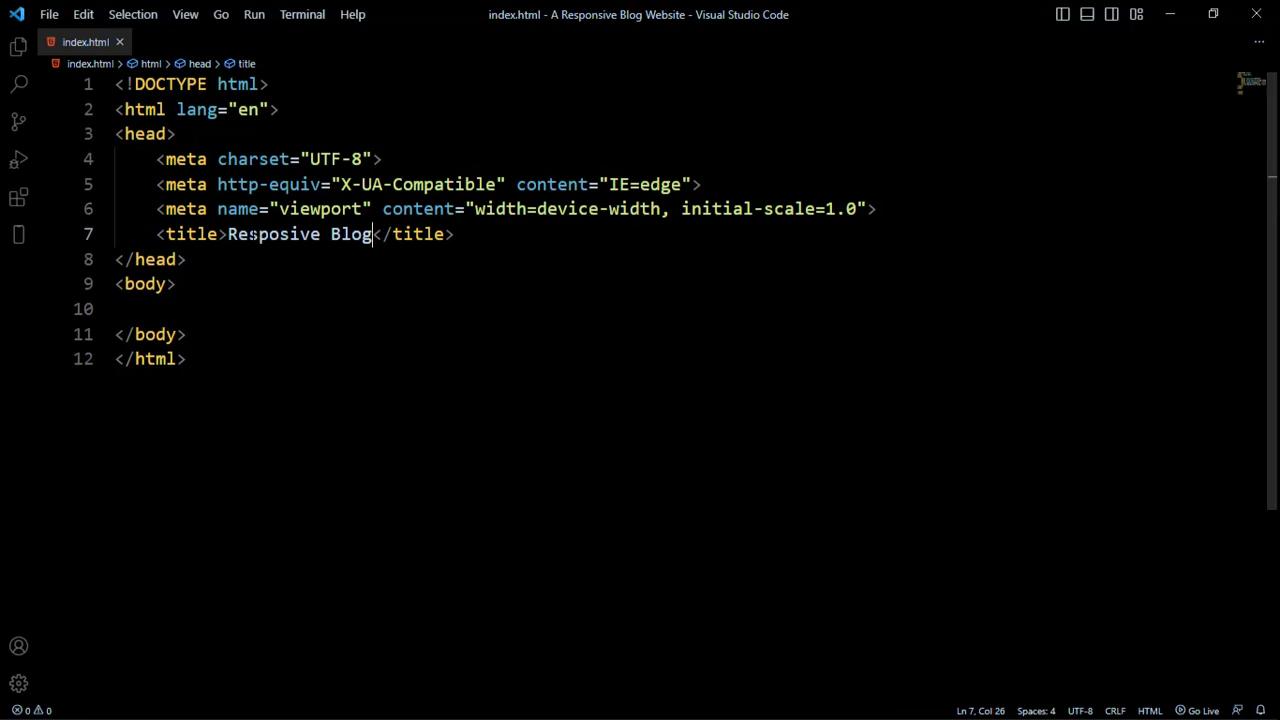 File Edit Selection View Go Run Terminal Help index.html - A Responsive Blog Website - Visual Studio Code
index.html
index.html > html > head > title
1 <!DOCTYPE html>
2 <html lang="en">
3 <head>
4 <meta charset="UTF-8">
5 <meta http-equiv="X-UA-Compatible" content="IE=edge">
6 <meta name="viewport" content="width=device-width, initial-scale=1.0">
7 <title>Resposive Blog</title>
8 </head>
9 <body>
10
11 </body>
12 </html>
0 0 Ln 7, Col 26 Spaces: 4 UTF-8 CRLF HTML Go Live